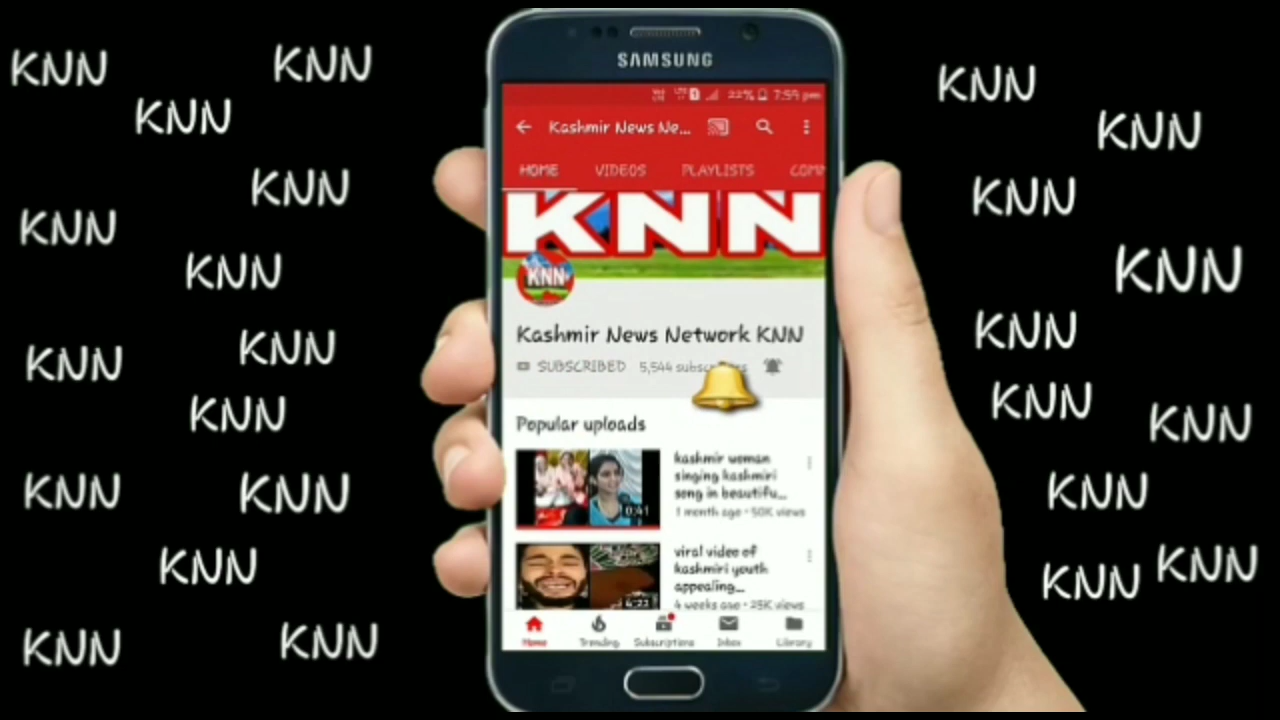 KNN
KNN
KNN
KNN
KNN
KNN
KNN
KNN
KNN
KNN
KNN
KNN
KNN
KNN
SAMSUNG
22% 7:59 pm
Kashmir News Ne...
HOME VIDEOS PLAYLISTS COMM
KNN
KNN
Kashmir News Network KNN
SUBSCRIBED 5,544
Popular uploads
kashmir woman
singing kashmiri
song in beautifu...
1 month ago • 50K views
0:41
viral video of
kashmiri youth
appealing...
4 weeks ago • 25K views
4:22
Home Trending Subscriptions Inbox Library
KNN
KNN
KNN
KNN
KNN
KNN
KNN
KNN
KNN
KNN